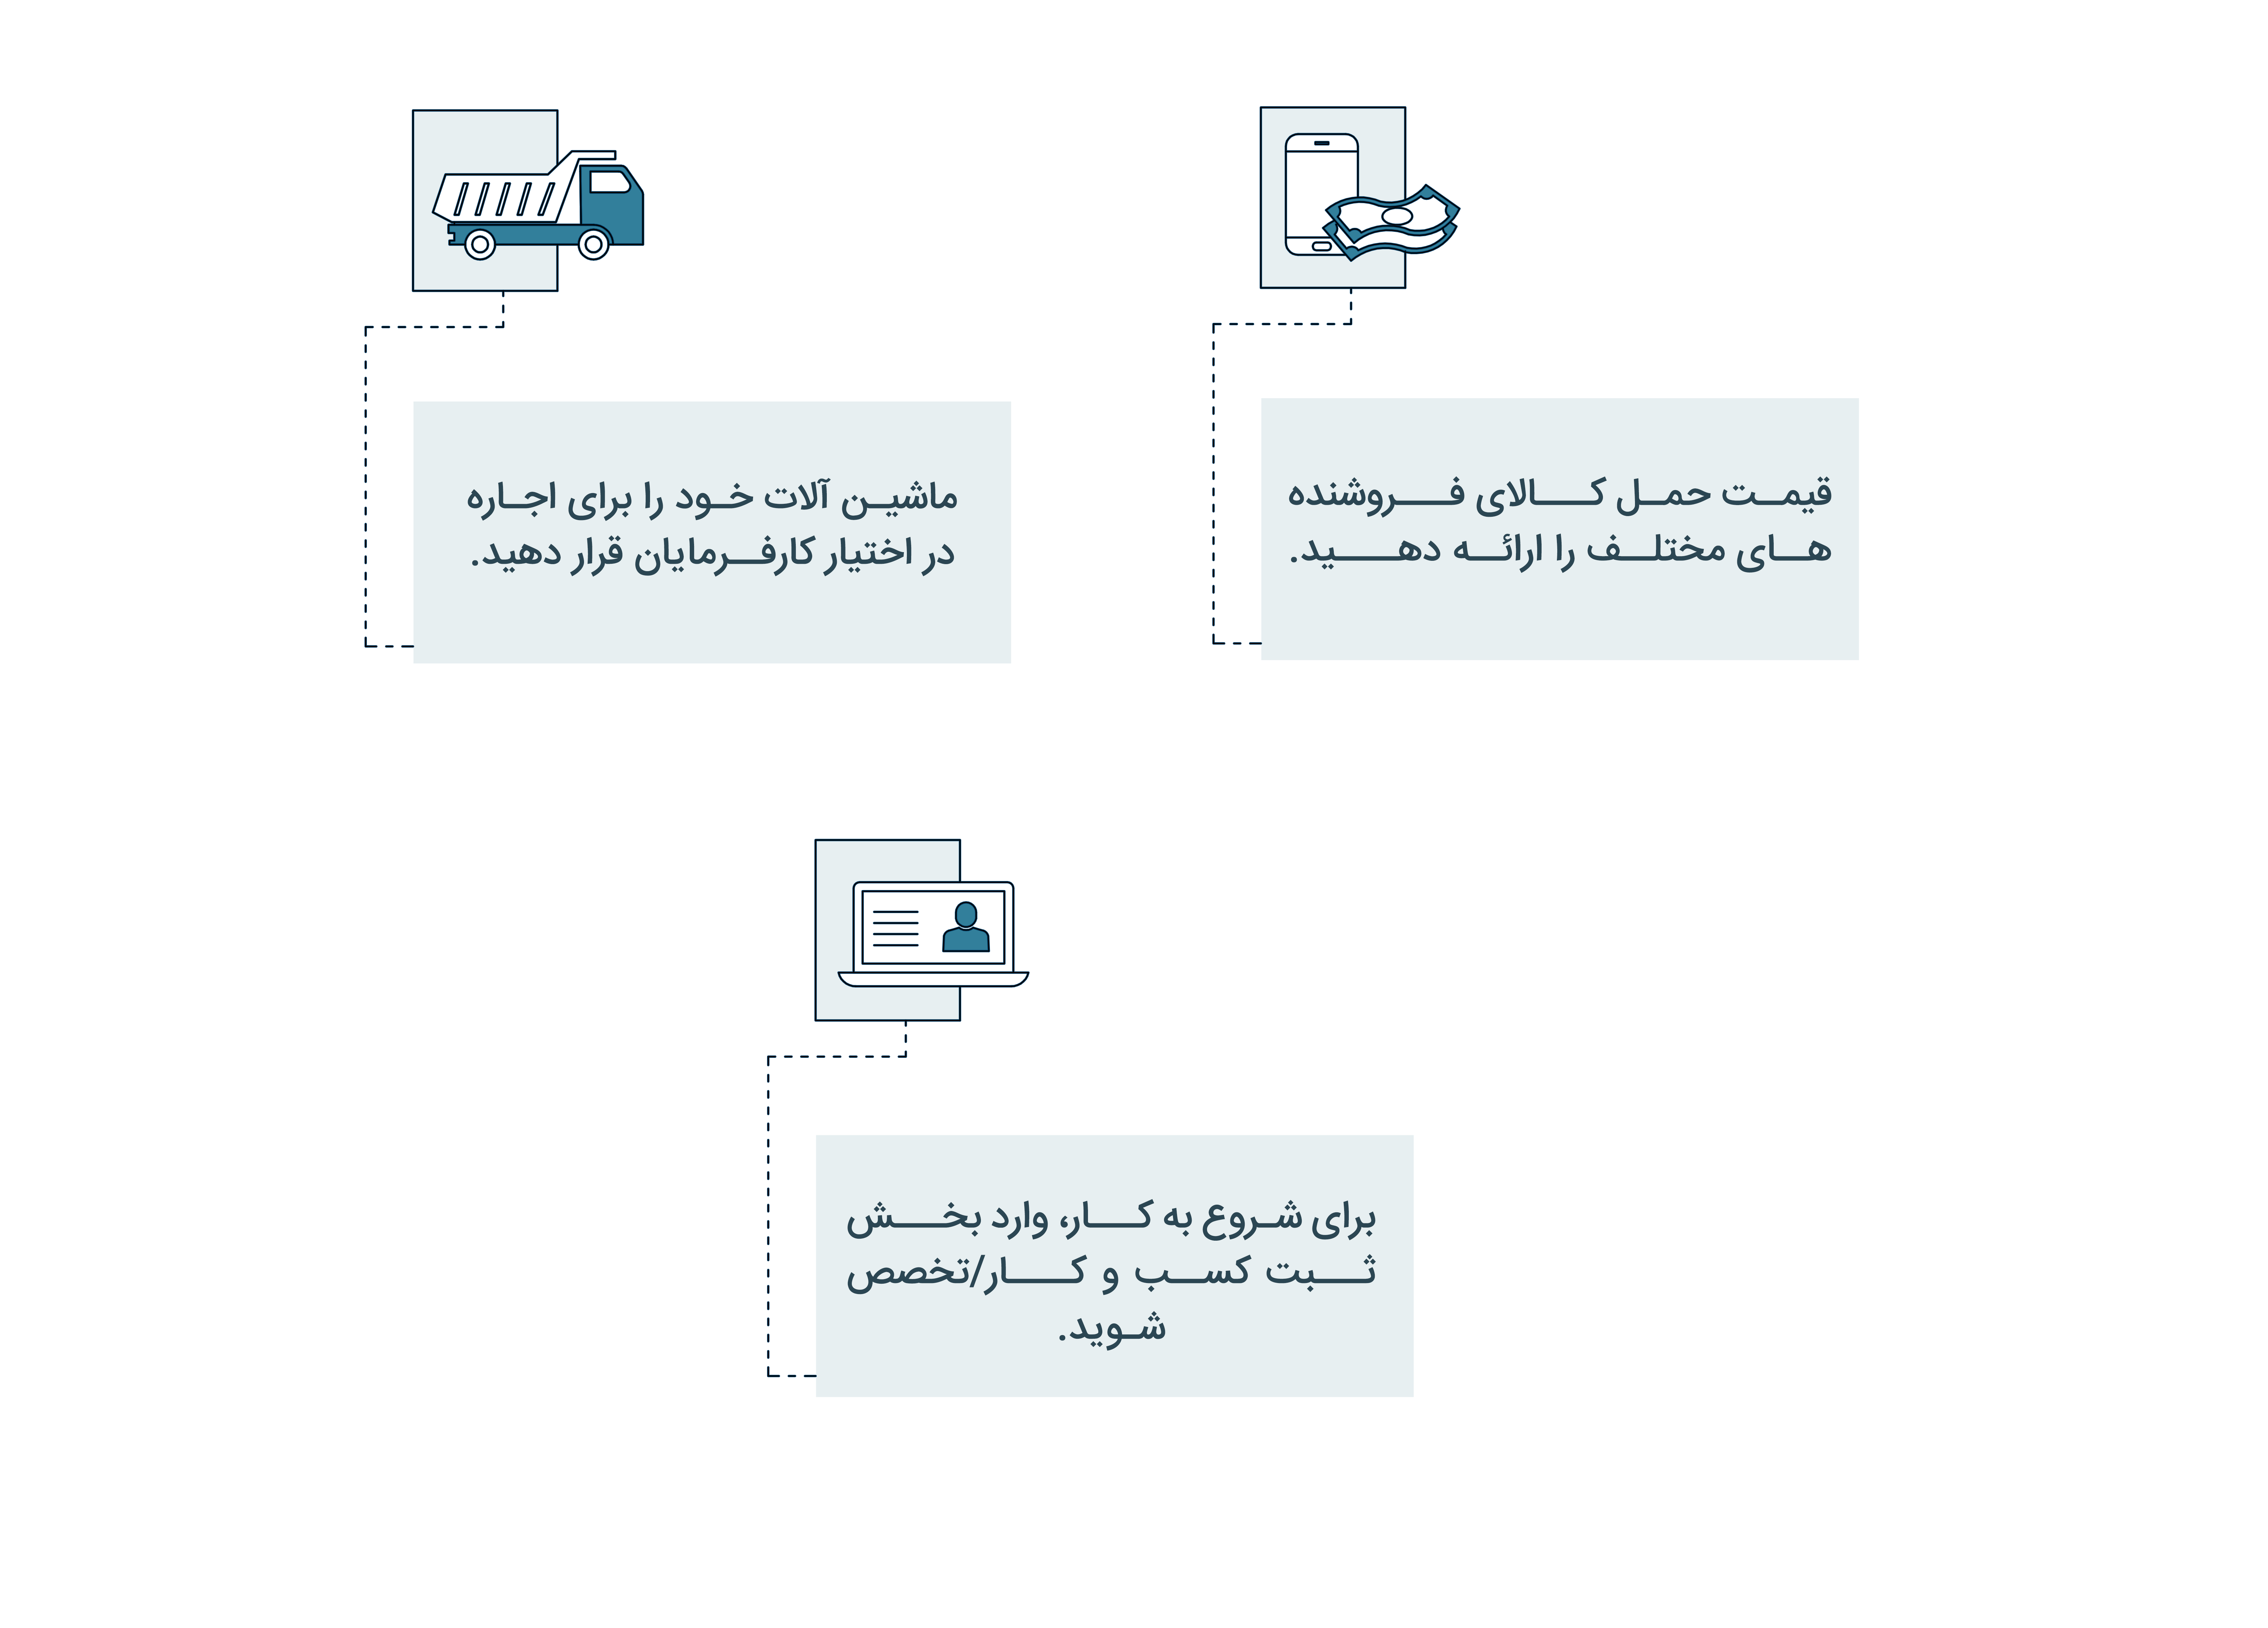 قیمت حمل کالای فروشنده
های مختلف را ارائه دهید.
ماشین آلات خود را برای اجاره
در اختیار کارفرمایان قرار دهید.
برای شروع به کار، وارد بخش
ثبت کسب و کار/تخصص
شوید.